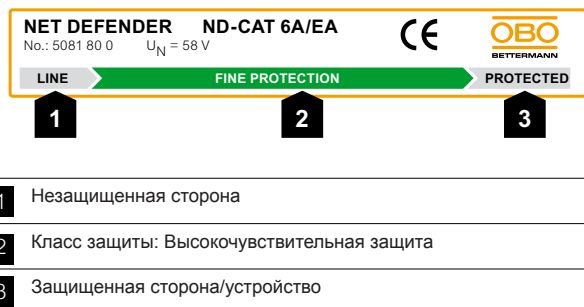 NET DEFENDER ND-CAT 6A/EA
No.: 5081 80 0 UN = 58 V
CE
OBO
BETTERMANN
LINE FINE PROTECTION PROTECTED
1 2 3
1 Незащищенная сторона
2 Класс защиты: Высокочувствительная защита
3 Защищенная сторона/устройство